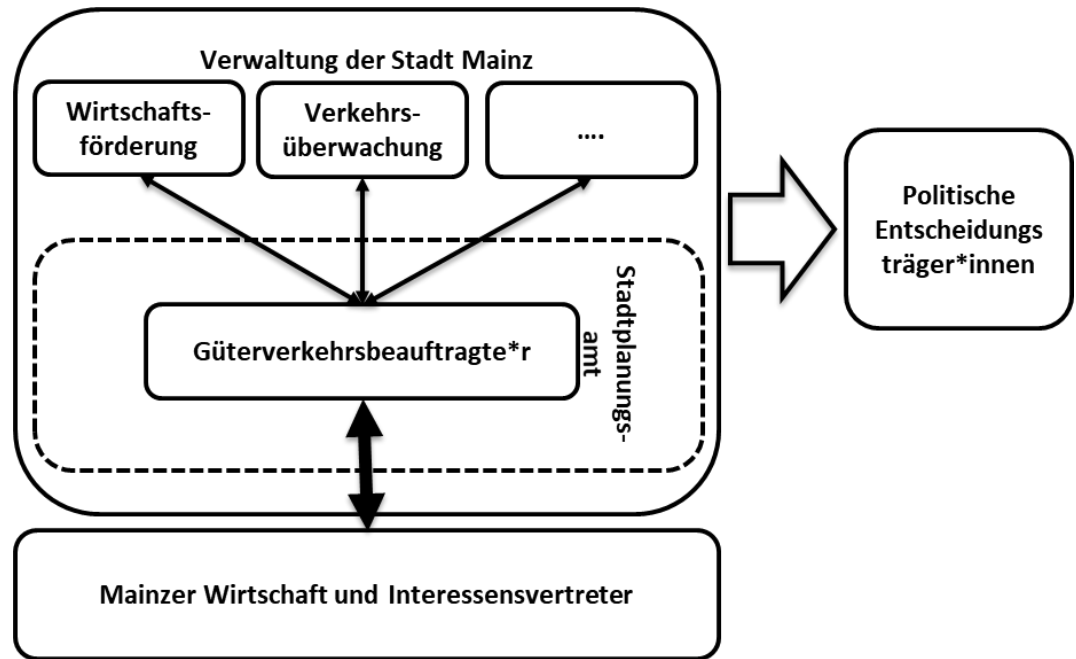 Verwaltung der Stadt Mainz
Wirtschafts-
förderung
Verkehrs-
überwachung
....
Politische
Entscheidungs
träger*innen
Stadtplanungs-
amt
Güterverkehrsbeauftragte*r
Mainzer Wirtschaft und Interessensvertreter